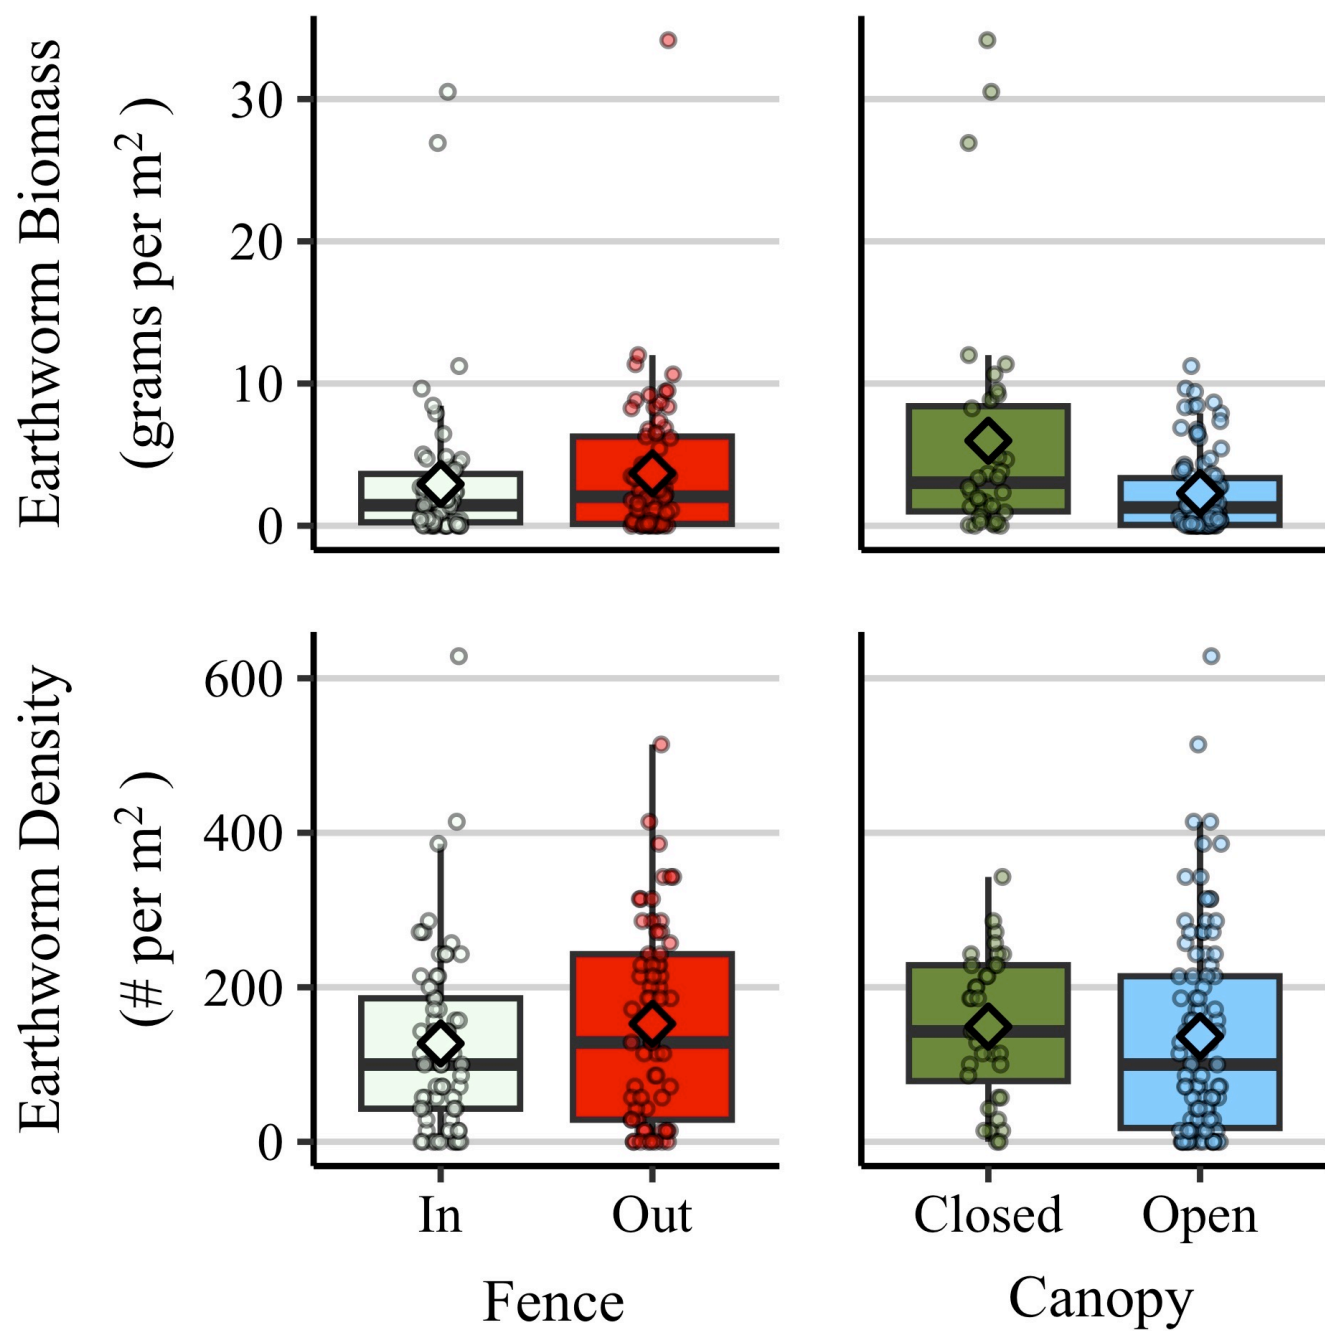 Earthworm Biomass
(grams per m² )
30
20
10
0
Earthworm Density
(# per m² )
600
400
200
0
In
Out
Closed
Open
Fence
Canopy